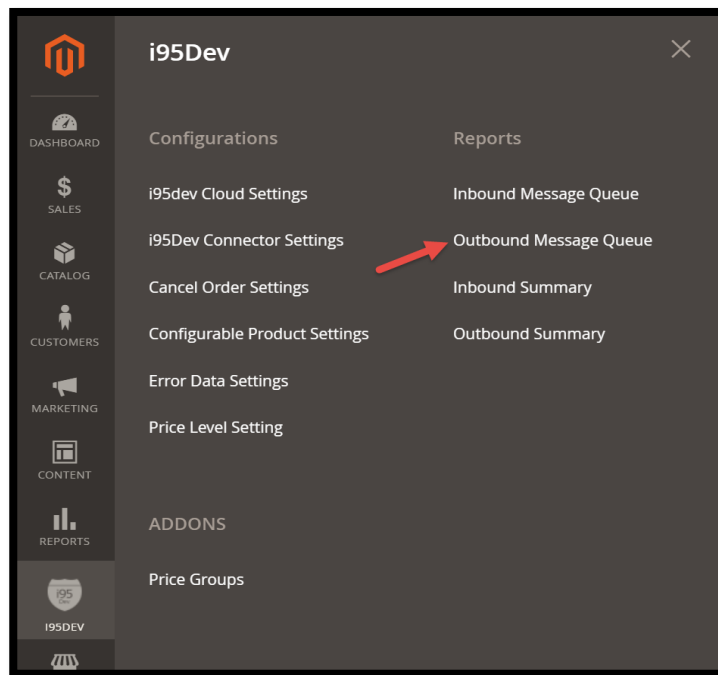 i95Dev
DASHBOARD
SALES
CATALOG
CUSTOMERS
MARKETING
CONTENT
REPORTS
i95
Dev
I95DEV
Configurations
i95dev Cloud Settings
i95Dev Connector Settings
Cancel Order Settings
Configurable Product Settings
Error Data Settings
Price Level Setting
ADDONS
Price Groups
Reports
Inbound Message Queue
Outbound Message Queue
Inbound Summary
Outbound Summary